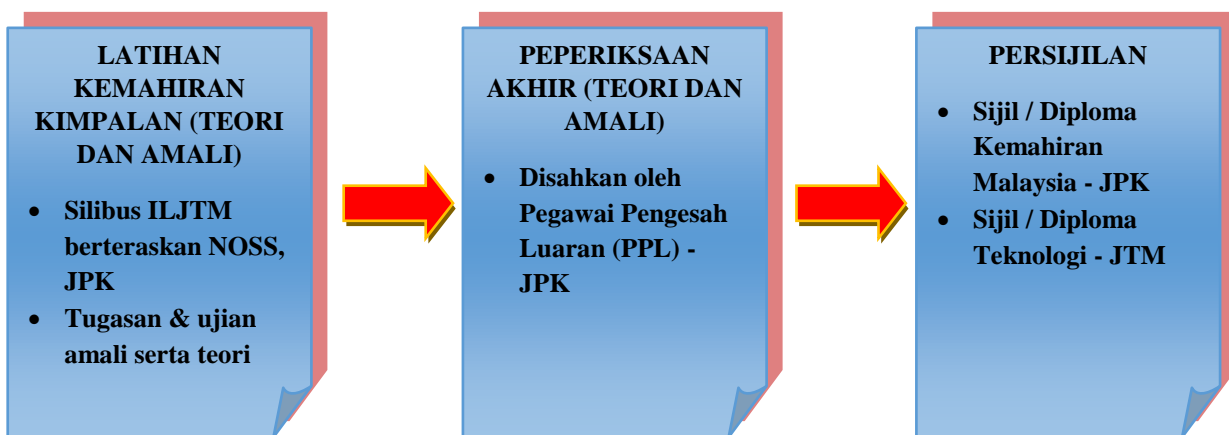 LATIHAN
KEMAHIRAN
KIMPALAN (TEORI
DAN AMALI)
• Silibus ILJTM
berteraskan NOSS,
JPK
• Tugasan & ujian
amali serta teori
PEPERIKSAAN
AKHIR (TEORI DAN
AMALI)
• Disahkan oleh
Pegawai Pengesah
Luaran (PPL) -
JPK
PERSIJILAN
• Sijil / Diploma
Kemahiran
Malaysia - JPK
• Sijil / Diploma
Teknologi - JTM